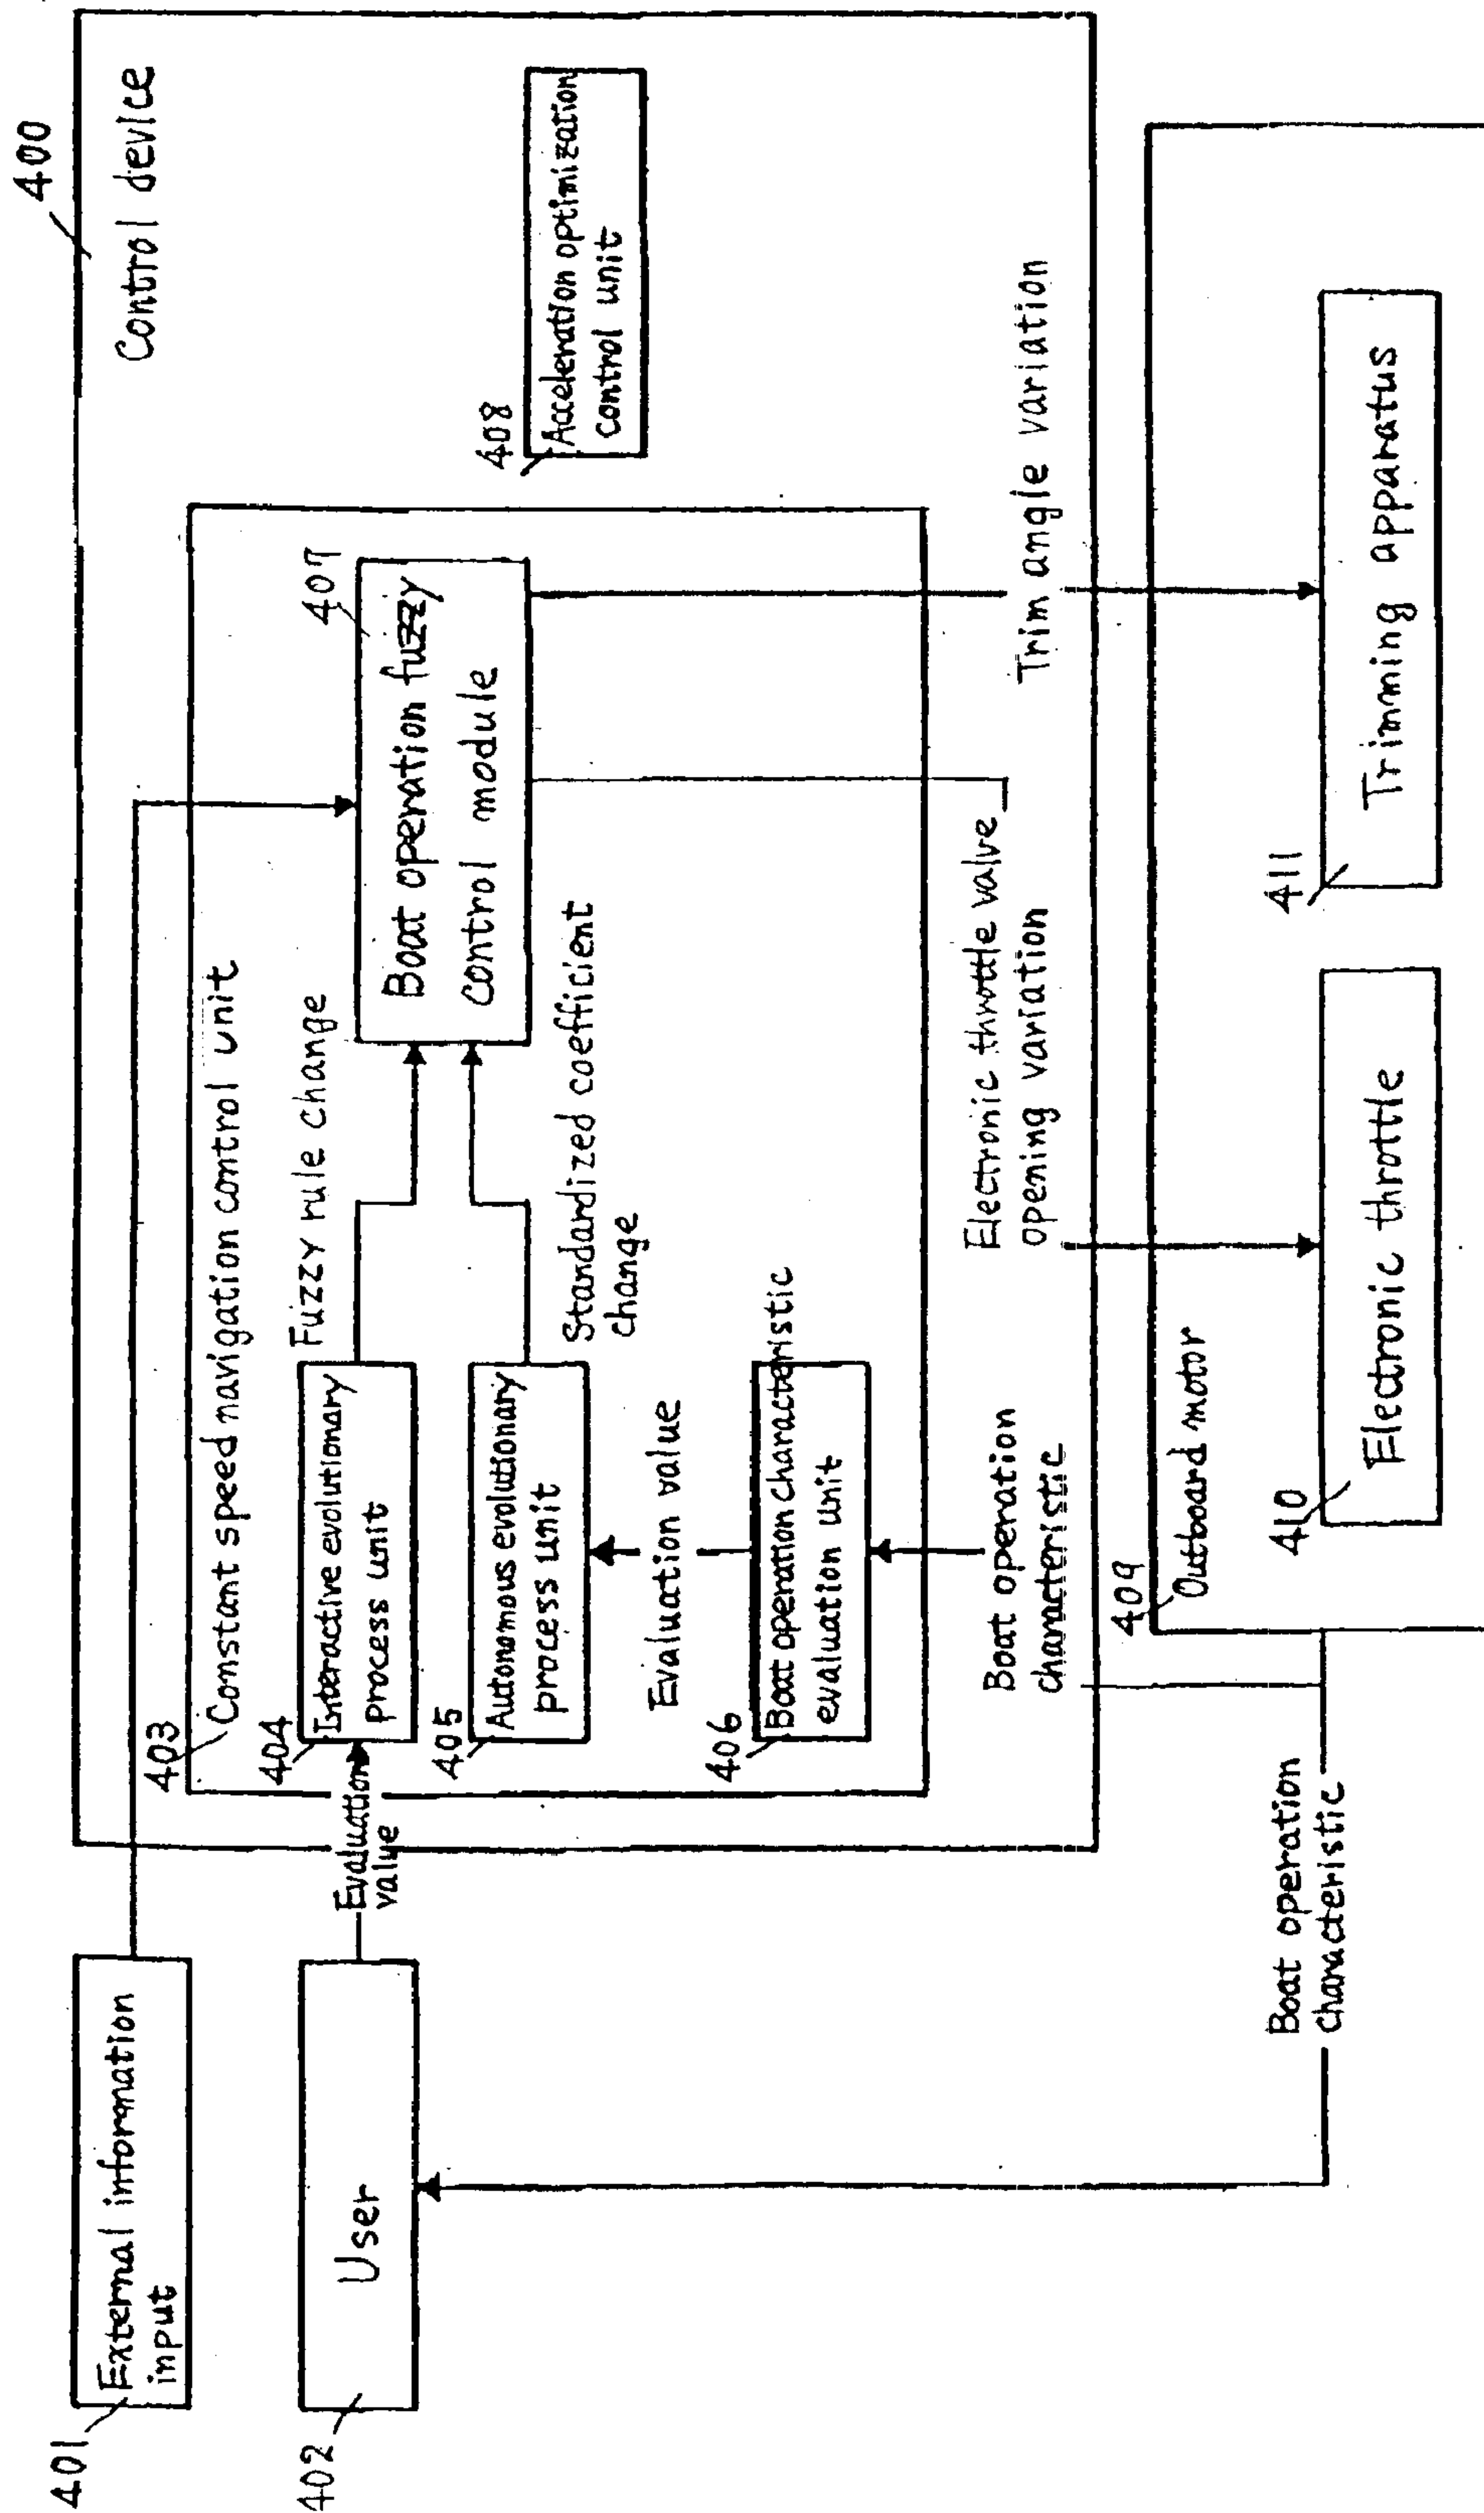 400
Control device
401
External information
input
402
User
Evaluation
value
403
Constant speed navigation control unit
404
Interactive evolutionary
process unit
Fuzzy rule change
405
Autonomous evolutionary
process unit
Standardized coefficient
change
Evaluation value
406
Boat operation characteristic
evaluation unit
407
Boat operation fuzzy
control module
408
Acceleration optimization
control unit
Boat operation
characteristic
Electronic throttle valve
opening variation
Trim angle variation
409
Outboard motor
410
Electronic throttle
411
Trimming apparatus
Boat operation
characteristic